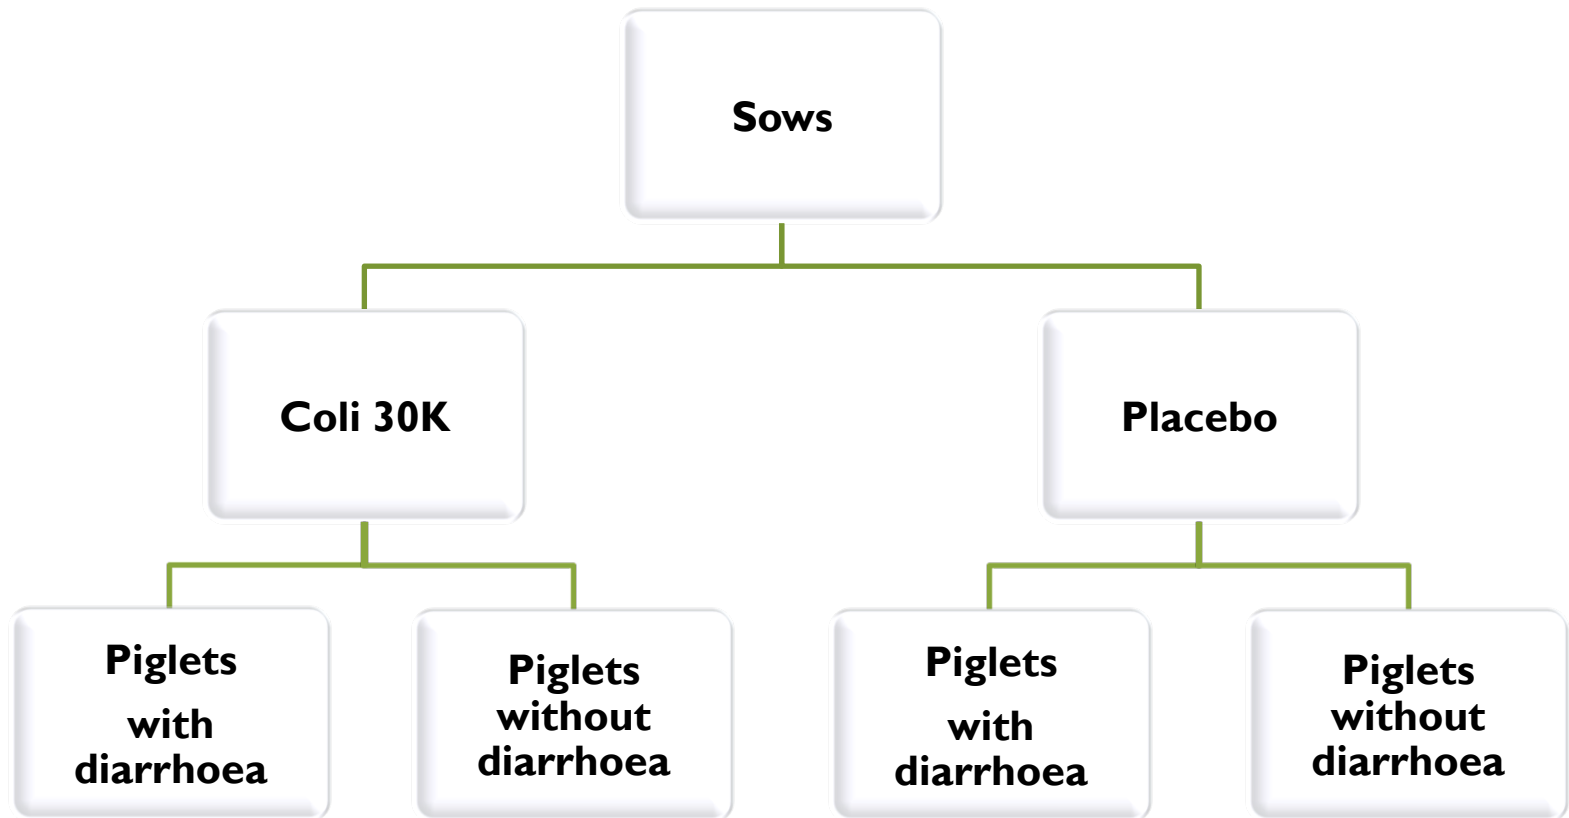 Sows
Coli 30K
Placebo
Piglets
with
diarrhoea
Piglets
without
diarrhoea
Piglets
with
diarrhoea
Piglets
without
diarrhoea